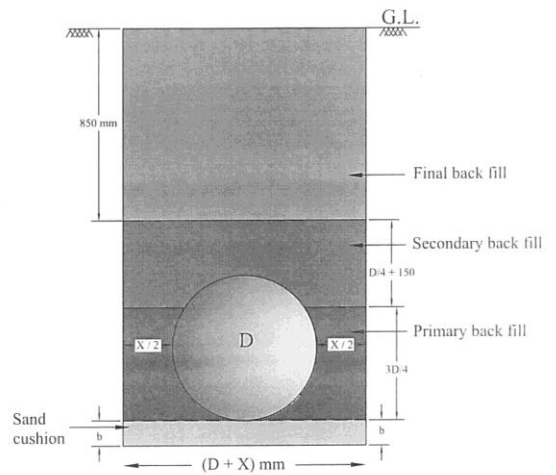 G.L.
850 mm
Final back fill
Secondary back fill
D/4 + 150
D
X / 2
X / 2
Primary back fill
3D/4
Sand
cushion
b
b
(D + X) mm